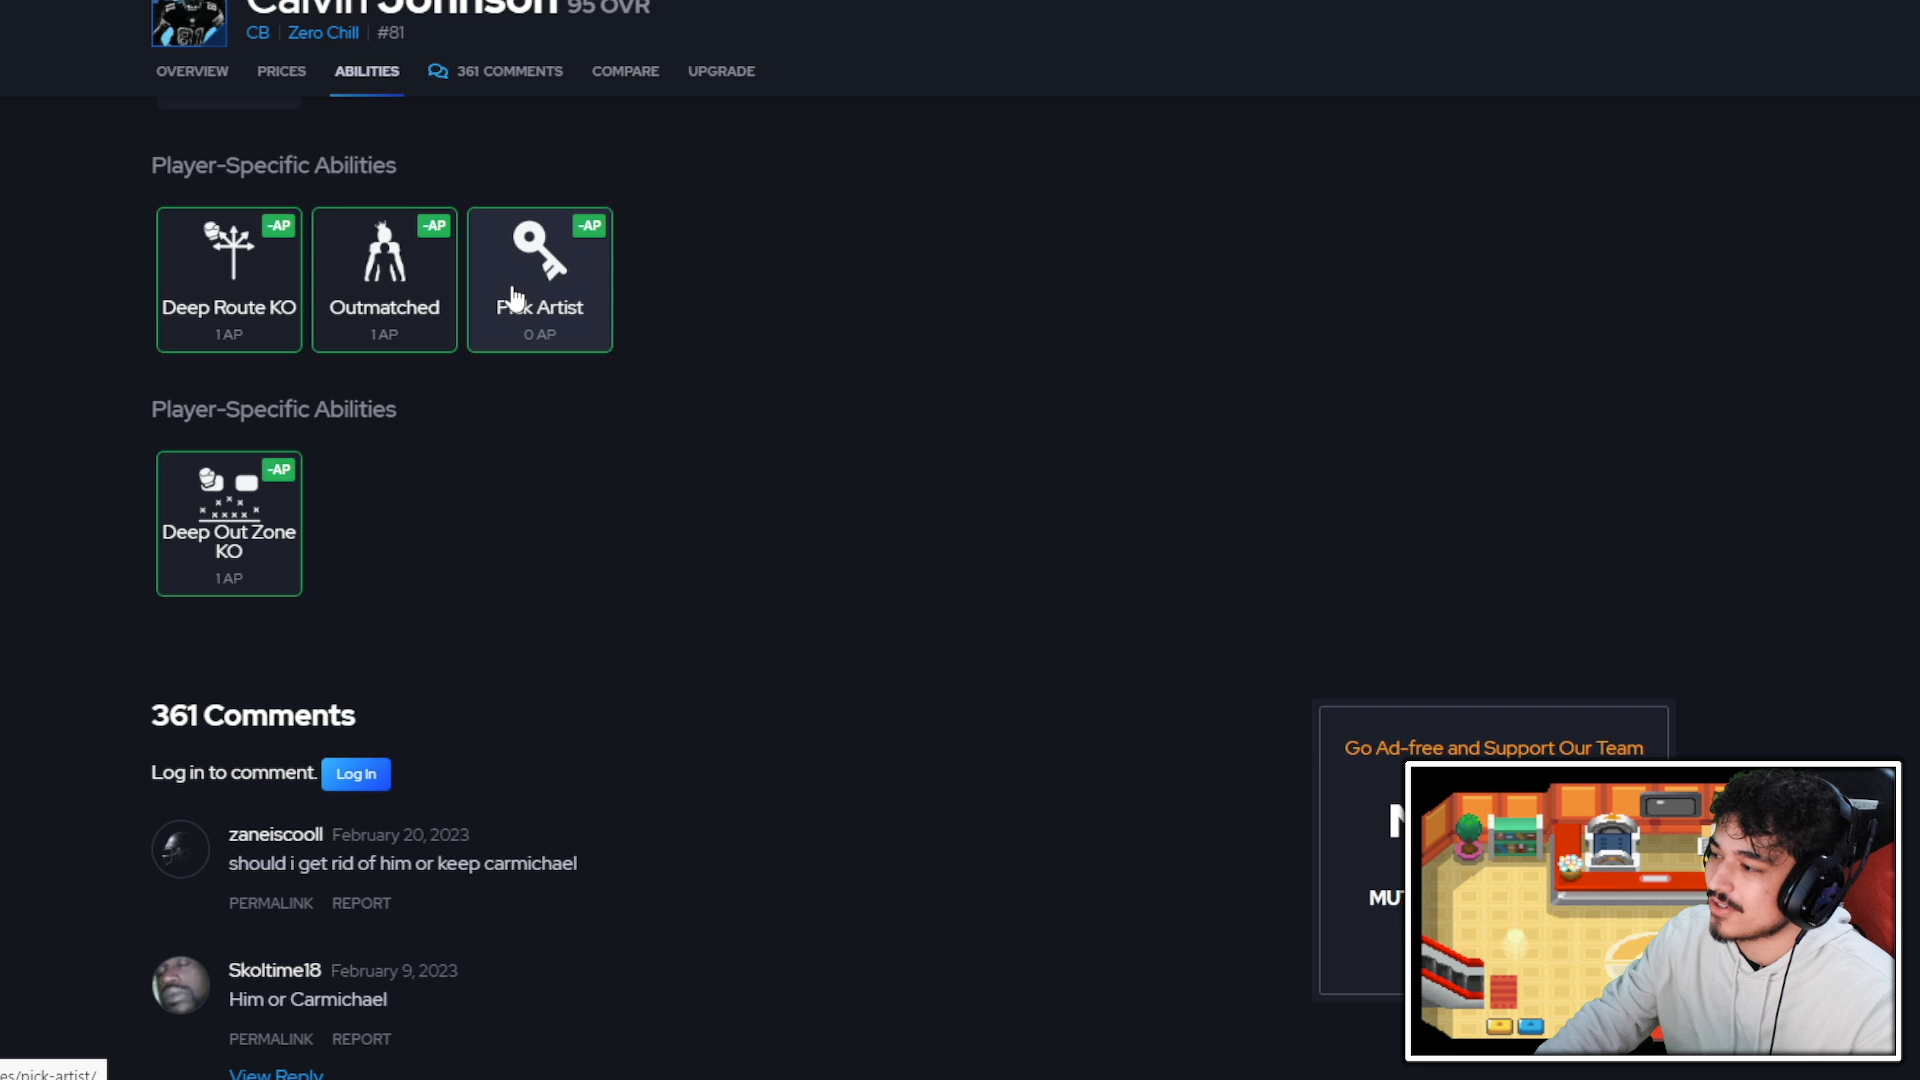 Calvin Johnson 95 OVR
CB Zero Chill #81
OVERVIEW PRICES ABILITIES 361 COMMENTS COMPARE UPGRADE
Player-Specific Abilities
-AP -AP -AP
Deep Route KO Outmatched Pick Artist
1 AP 1 AP 0 AP
Player-Specific Abilities
-AP
Deep Out Zone
KO
1 AP
361 Comments
Log in to comment. Log In
zaneiscooll February 20, 2023
should i get rid of him or keep carmichael
PERMALINK REPORT
Skoltime18 February 9, 2023
Him or Carmichael
PERMALINK REPORT
View Reply
Go Ad-free and Support Our Team
MUT
es/pick-artist/